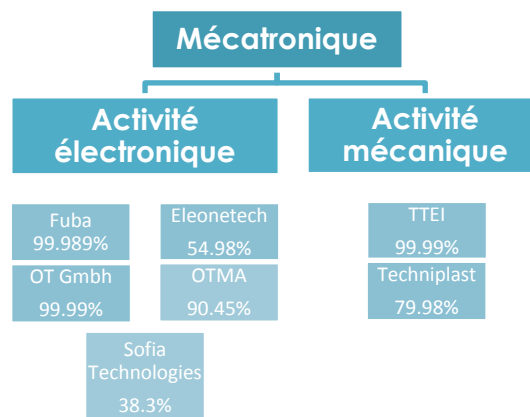 Mécatronique
Activité
électronique
Activité
mécanique
Fuba
99.989%
Eleonetech
54.98%
OT Gmbh
99.99%
OTMA
90.45%
Sofia
Technologies
38.3%
TTEI
99.99%
Techniplast
79.98%